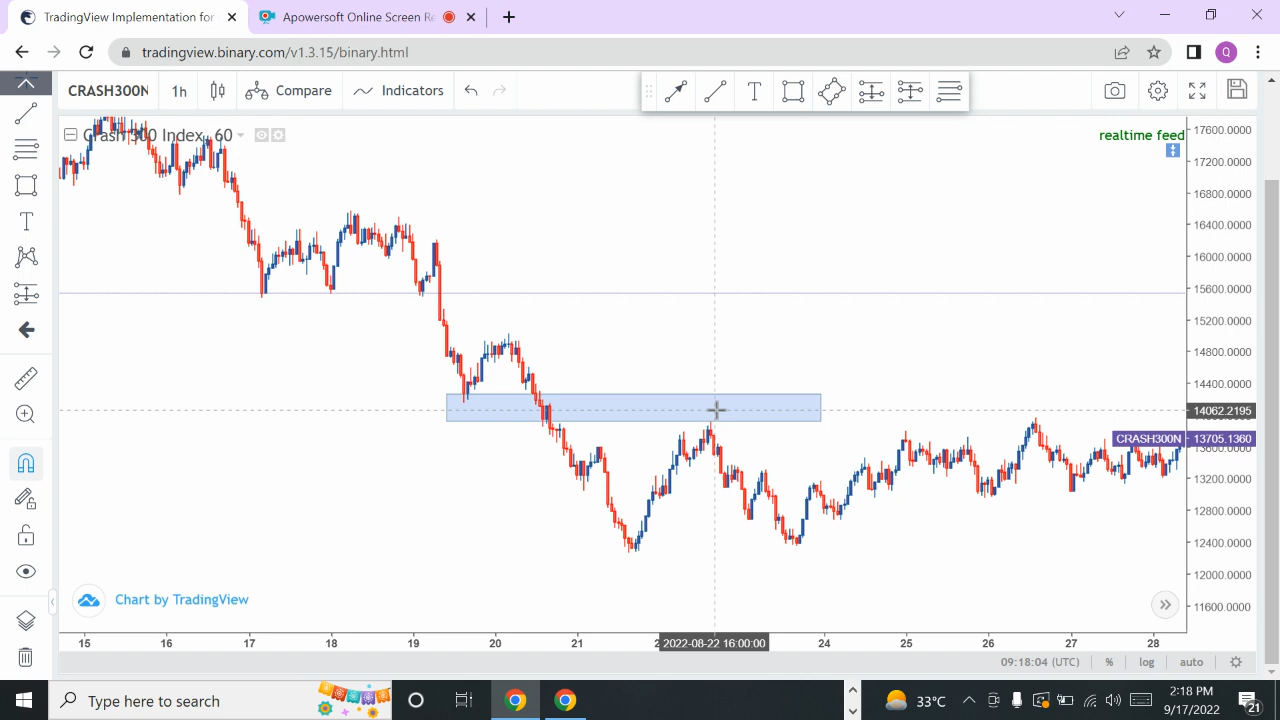 TradingView Implementation for
Apowersoft Online Screen Re
tradingview.binary.com/v1.3.15/binary.html
Q
CRASH300N
1h
Compare
Indicators
T
Crash 300 Index, 60
realtime feed
17600.0000
17200.0000
16800.0000
16400.0000
16000.0000
15600.0000
15200.0000
14800.0000
14400.0000
14062.2195
CRASH300N
13705.1360
13600.0000
13200.0000
12800.0000
12400.0000
12000.0000
11600.0000
T
Chart by TradingView
15
16
17
18
19
20
21
2022-08-22 16:00:00
24
25
26
27
28
09:18:04 (UTC)
%
log
auto
Type here to search
33°C
2:18 PM
9/17/2022
21